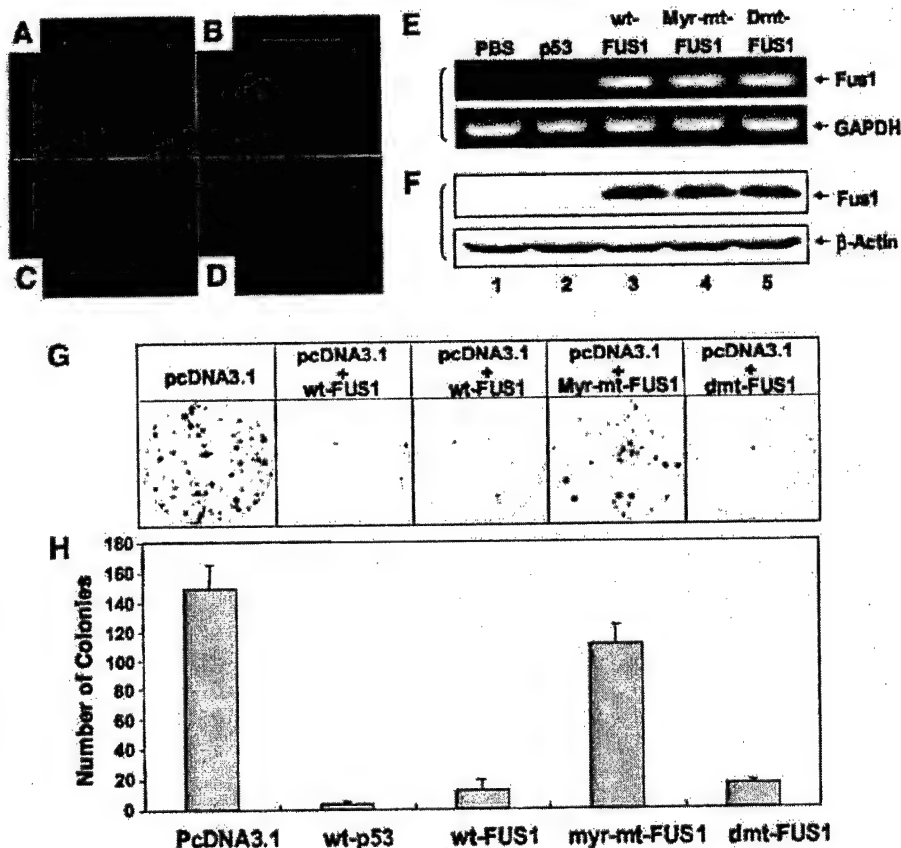 A
B
C
D
E
wt- Myr-mt- Dmt-
PBS p53 FUS1 FUS1 FUS1
Fus1
GAPDH
F
Fus1
β-Actin
1 2 3 4 5
G
pcDNA3.1
pcDNA3.1
+
wt-FUS1
pcDNA3.1
+
wt-FUS1
pcDNA3.1
+
Myr-mt-FUS1
pcDNA3.1
+
dmt-FUS1
H
Number of Colonies
180
160
140
120
100
80
60
40
20
0
PcDNA3.1 wt-p53 wt-FUS1 myr-mt-FUS1 dmt-FUS1